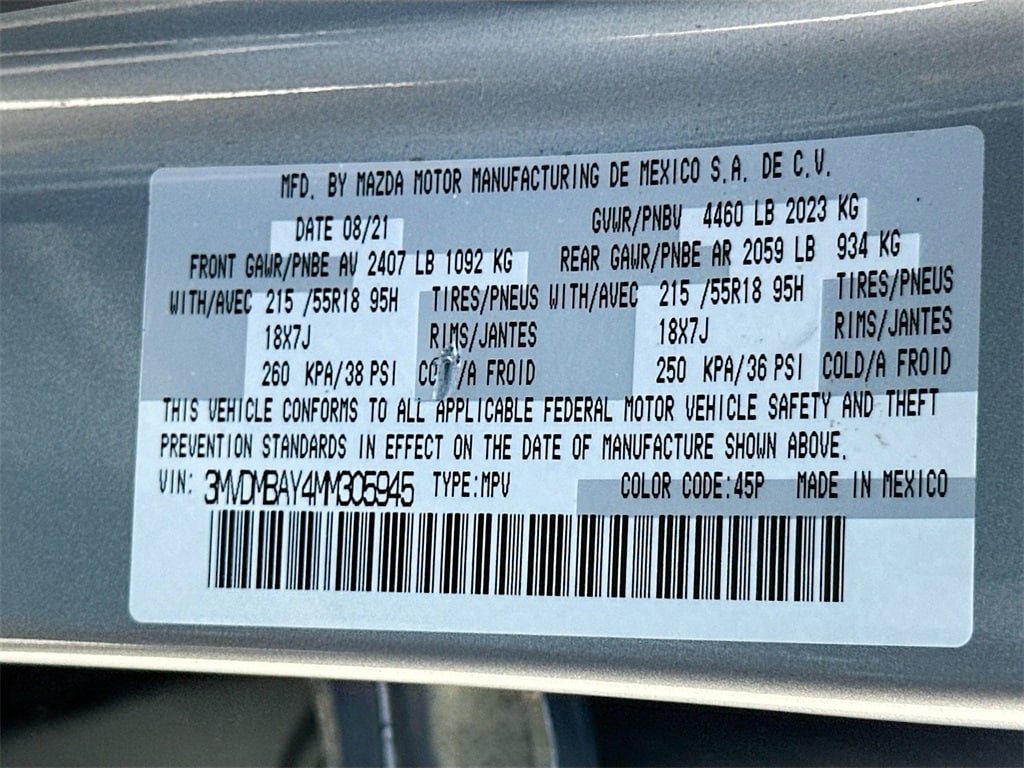 MFD. BY MAZDA MOTOR MANUFACTURING DE MEXICO S.A. DE C.V.
DATE 08/21 GVWR/PNBV 4460 LB 2023 KG
FRONT GAWR/PNBE AV 2407 LB 1092 KG REAR GAWR/PNBE AR 2059 LB 934 KG
WITH/AVEC 215 /55R18 95H TIRES/PNEUS WITH/AVEC 215 /55R18 95H TIRES/PNEUS
18X7J RIMS/JANTES 18X7J RIMS/JANTES
260 KPA/38 PSI COLD/A FROID 250 KPA/36 PSI COLD/A FROID
THIS VEHICLE CONFORMS TO ALL APPLICABLE FEDERAL MOTOR VEHICLE SAFETY AND THEFT
PREVENTION STANDARDS IN EFFECT ON THE DATE OF MANUFACTURE SHOWN ABOVE.
VIN: 3MVDMBAY4MM305945 TYPE:MPV COLOR CODE:45P MADE IN MEXICO